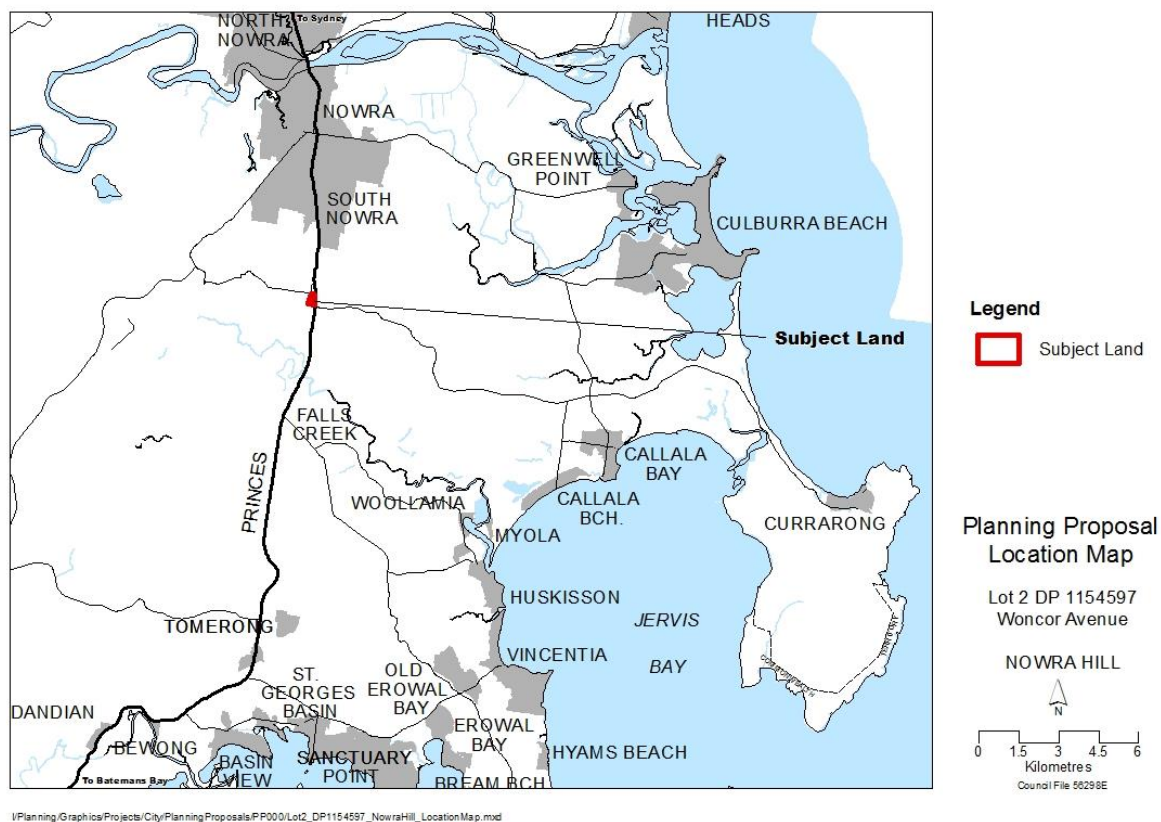 HEADS
To Sydney
NORTH
NOWRA
NOWRA
GREENWELL
POINT
SOUTH
NOWRA
CULBURRA BEACH
Subject Land
FALLS
CREEK
CALLALA
BAY
WOOLLAMIA
CALLALA
BCH.
CURRARONG
PRINCES
MYOLA
HUSKISSON
JERVIS
BAY
TOMERONG
VINCENTIA
ST.
GEORGES
BASIN
OLD
EROWAL
BAY
DANDIAN
BEWONG
EROWAL
BAY
BASIN
VIEW
SANCTUARY
POINT
HYAMS BEACH
BREAM BCH
To Batemans Bay
Legend
Subject Land
Planning Proposal
Location Map
Lot 2 DP 1154597
Woncor Avenue
NOWRA HILL
N
0 1.5 3 4.5 6
Kilometres
Council File 56298E
I/Planning/Graphics/Projects/City/PlanningProposals/PP000/Lot2_DP1154597_NowraHill_LocationMap.mxd